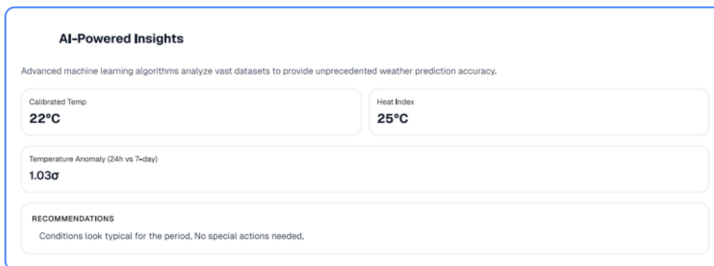 AI-Powered Insights
Advanced machine learning algorithms analyze vast datasets to provide unprecedented weather prediction accuracy.
Calibrated Temp
22°C
Heat Index
25°C
Temperature Anomaly (24h vs 7-day)
1.03σ
RECOMMENDATIONS
Conditions look typical for the period. No special actions needed.